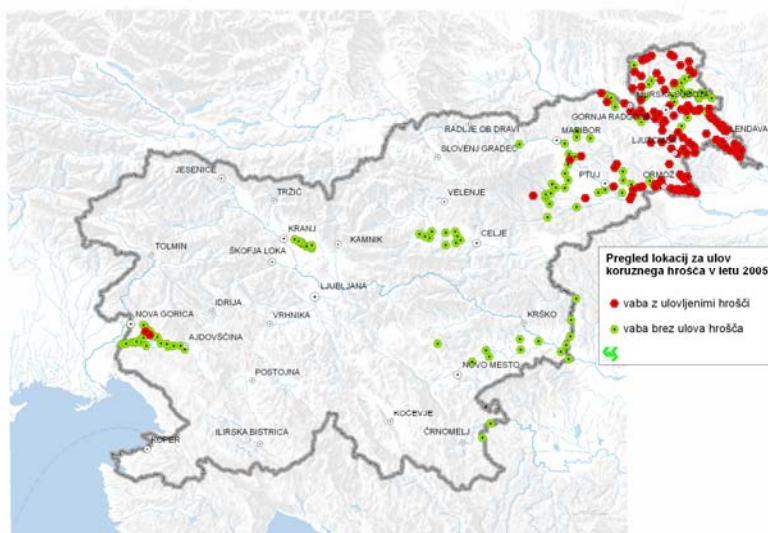 MURSKA SOBOTA
GORNJA RADGONA
RADLJE OB DRAVI
MARIBOR
LENDAVA
LJUTOMER
SLOVENJ GRADEC
JESENICE
PTUJ
ORMOŽ
TRŽIČ
VELENJE
KRANJ
KAMNIK
CELJE
TOLMIN
ŠKOFJA LOKA
LJUBLJANA
IDRIJA
NOVA GORICA
VRHNIKA
KRŠKO
AJDOVŠČINA
NOVO MESTO
POSTOJNA
KOČEVJE
ILIRSKA BISTRICA
ČRNOMELJ
KOPER
Pregled lokacij za ulov
koruznega hrošča v letu 2005
vaba z ulovljenimi hrošči
vaba brez ulova hrošča